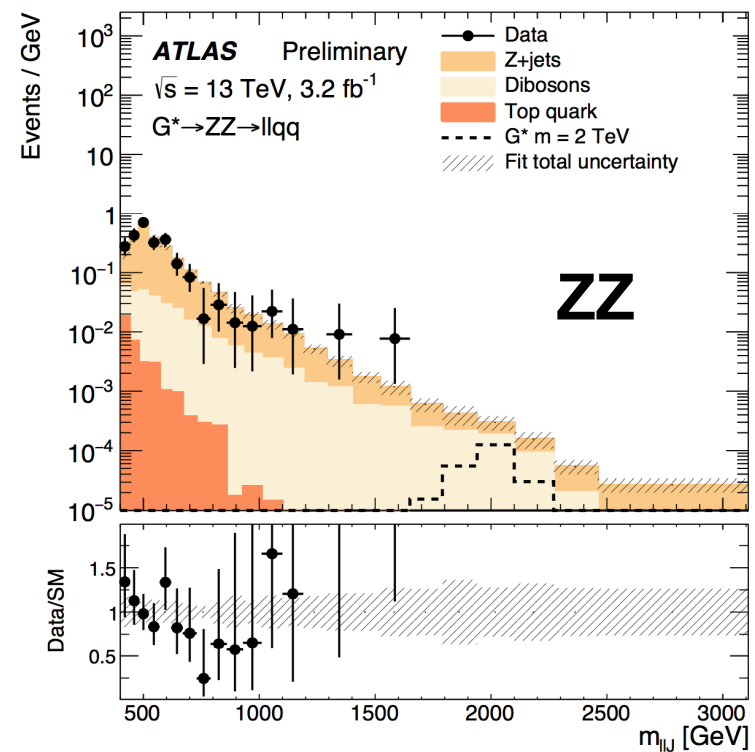 Events / GeV
10³
10²
10
1
10⁻¹
10⁻²
10⁻³
10⁻⁴
10⁻⁵
ATLAS Preliminary
√s = 13 TeV, 3.2 fb⁻¹
G*→ZZ→llqq
Data
Z+jets
Dibosons
Top quark
G* m = 2 TeV
Fit total uncertainty
ZZ
Data/SM
1.5
1
0.5
500 1000 1500 2000 2500 3000
m_llJ [GeV]